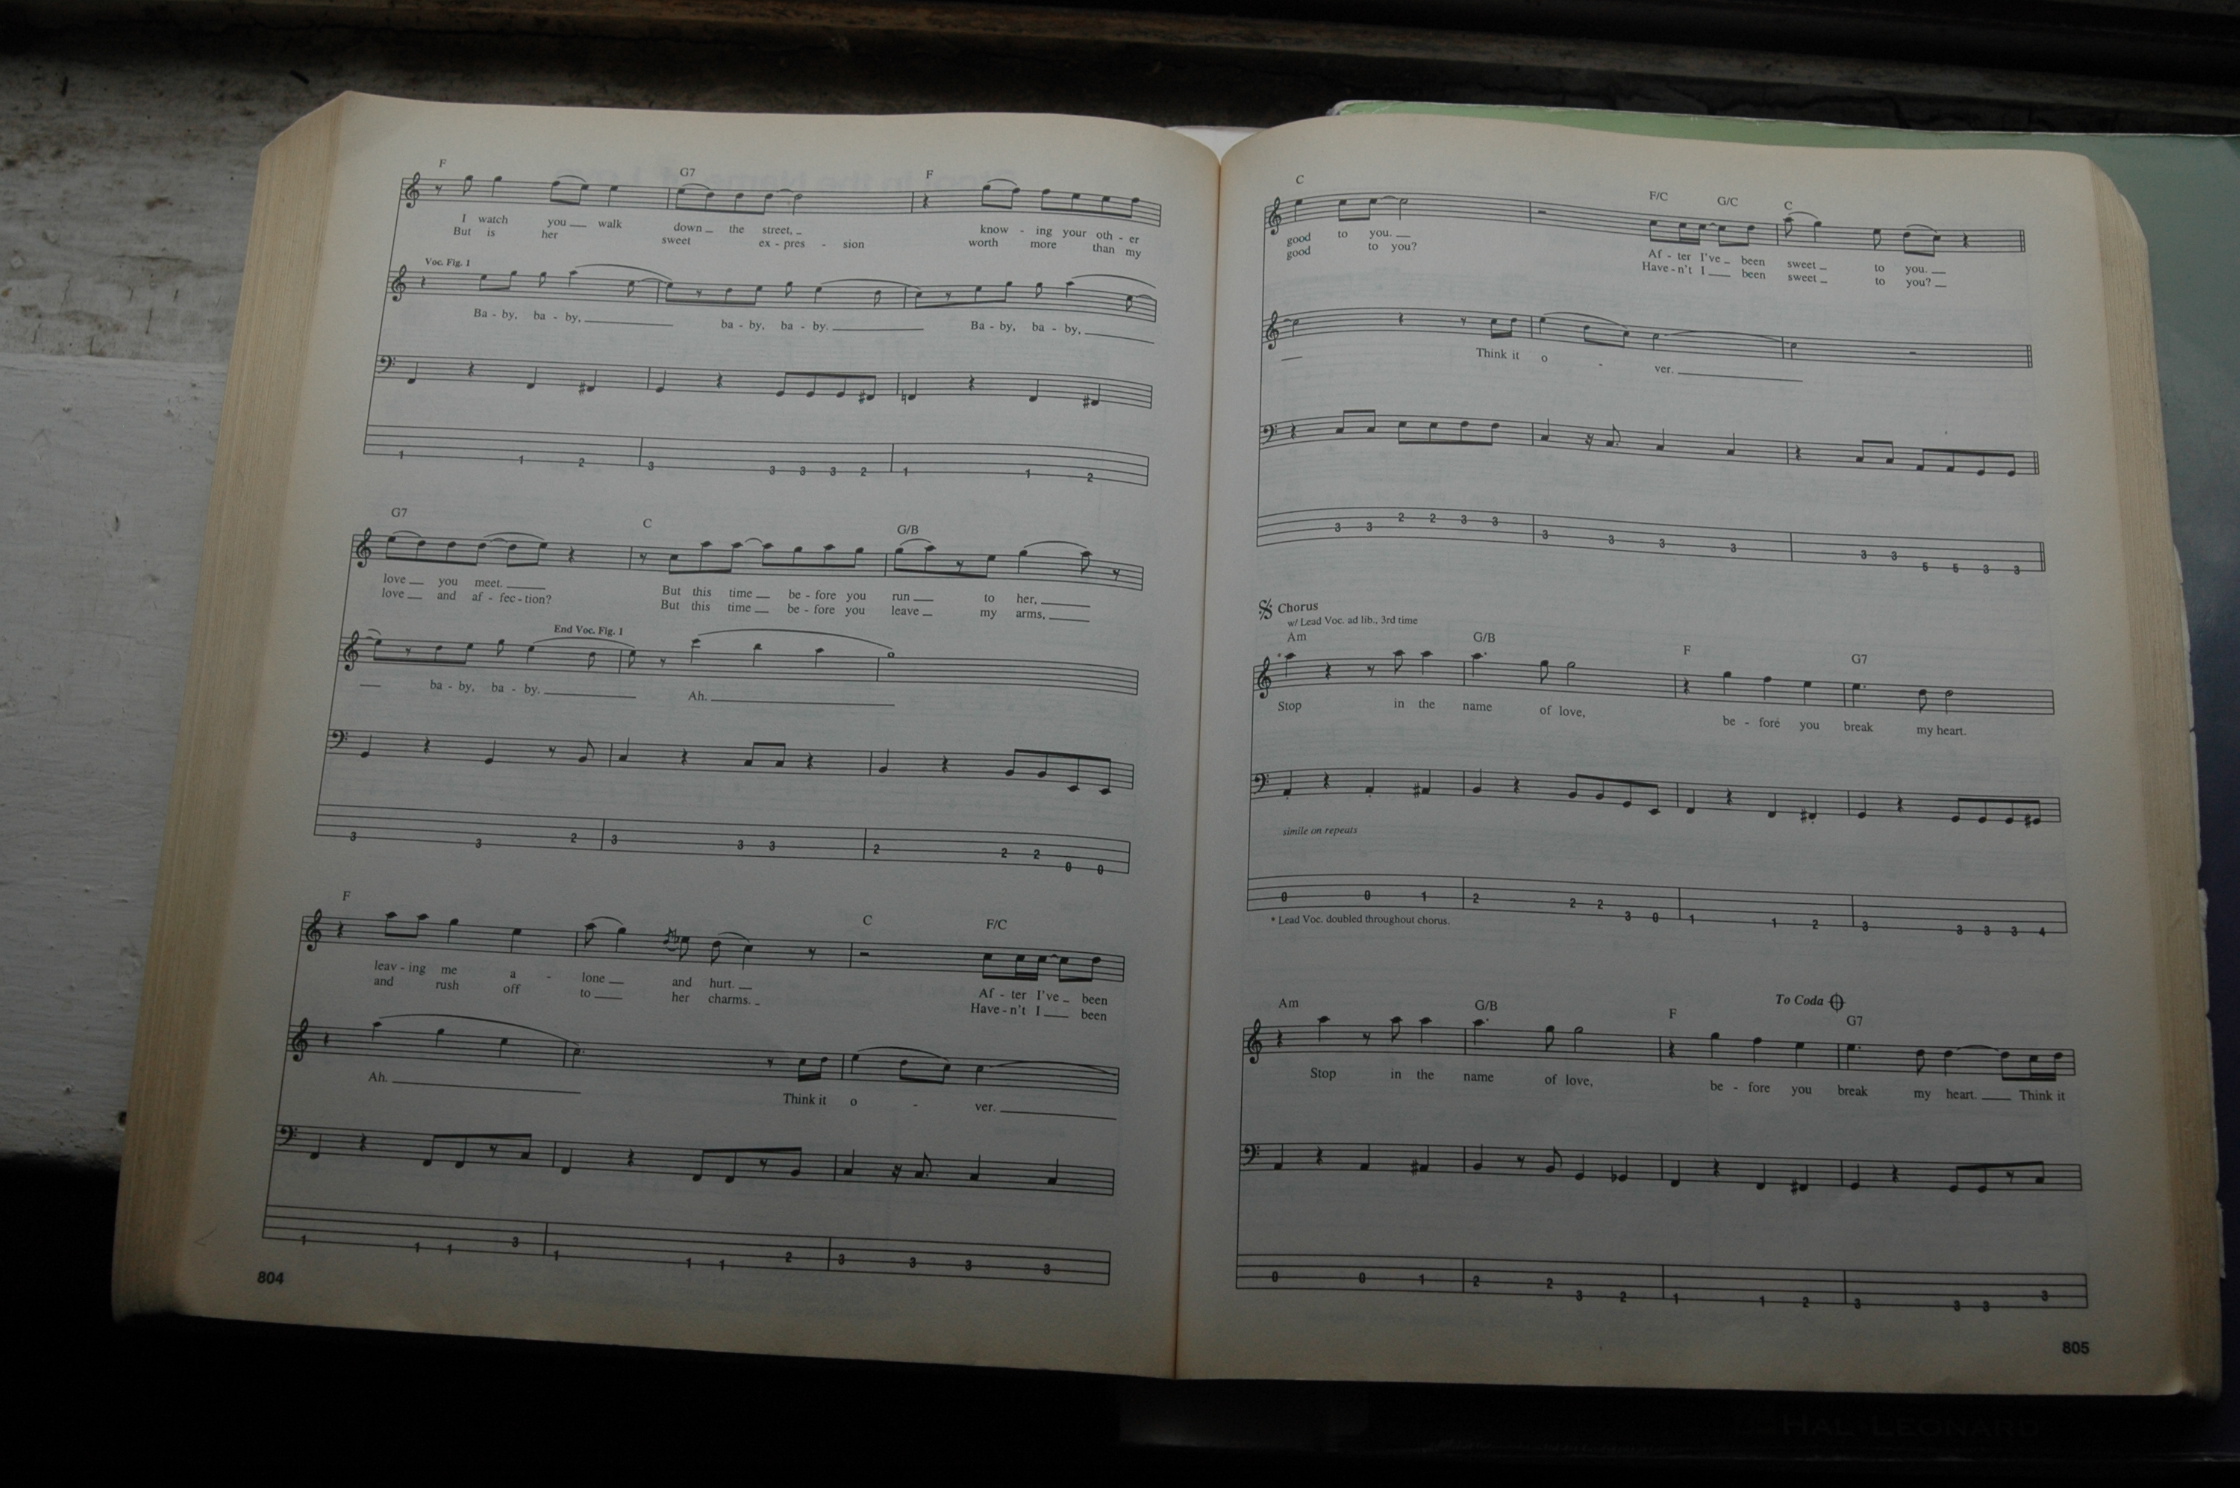 F G7 F
I watch you walk down the street, know - ing your oth - er
But is her sweet ex - pres - sion worth more than my
Voc. Fig. 1
Ba - by, ba - by, ba - by, ba - by. Ba - by, ba - by,
1 1 2 3 3 3 3 2 1 1 2
G7 C G/B
love you meet. But this time be - fore you run to her,
love and af - fec - tion? But this time be - fore you leave my arms,
End Voc. Fig. 1
ba - by, ba - by. Ah.
3 3 2 3 3 3 2 2 2 0 0
F C F/C
leav - ing me a - lone and hurt. Af - ter I've been
and rush off to her charms. Have - n't I been
Ah. Think it o - ver.
1 1 1 3 1 1 1 2 3 3 3 3
804
C F/C G/C C
good to you. Af - ter I've been sweet to you.
good to you? Have - n't I been sweet to you?
Think it o - ver.
3 3 2 2 3 3 3 3 3 3 3 3 5 5 3 3
Chorus
w/ Lead Voc. ad lib., 3rd time
Am G/B F G7
Stop in the name of love, be - fore you break my heart.
simile on repeats
0 0 1 2 2 2 3 0 1 1 2 3 3 3 3 4
* Lead Voc. doubled throughout chorus.
To Coda
Am G/B F G7
Stop in the name of love, be - fore you break my heart. Think it
0 0 1 2 2 3 2 1 1 2 3 3 3 3
805
HAL LEONARD